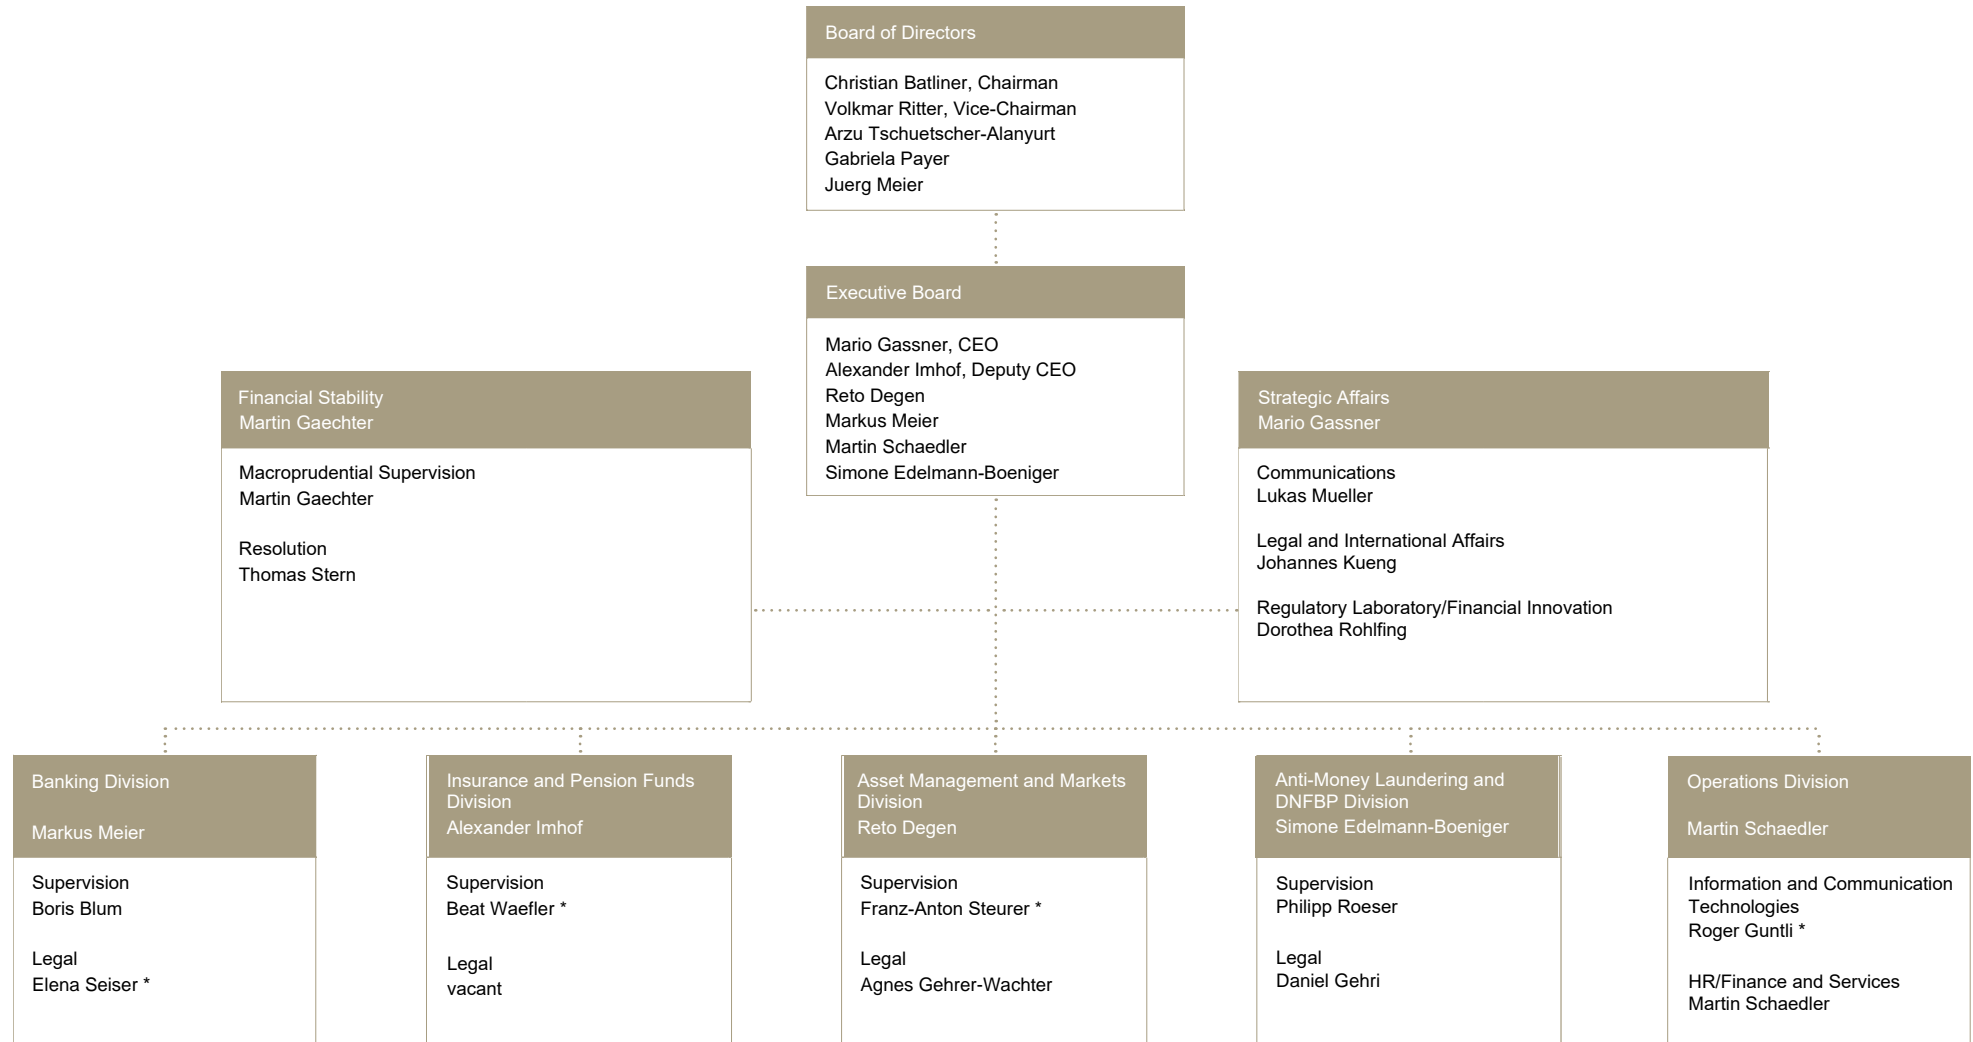 Board of Directors
Christian Batliner, Chairman
Volkmar Ritter, Vice-Chairman
Arzu Tschuetscher-Alanyurt
Gabriela Payer
Juerg Meier
Executive Board
Mario Gassner, CEO
Alexander Imhof, Deputy CEO
Reto Degen
Markus Meier
Martin Schaedler
Simone Edelmann-Boeniger
Financial Stability
Martin Gaechter
Macroprudential Supervision
Martin Gaechter
Resolution
Thomas Stern
Strategic Affairs
Mario Gassner
Communications
Lukas Mueller
Legal and International Affairs
Johannes Kueng
Regulatory Laboratory/Financial Innovation
Dorothea Rohlfing
Banking Division
Markus Meier
Supervision
Boris Blum
Legal
Elena Seiser *
Insurance and Pension Funds
Division
Alexander Imhof
Supervision
Beat Waefler *
Legal
vacant
Asset Management and Markets
Division
Reto Degen
Supervision
Franz-Anton Steurer *
Legal
Agnes Gehrer-Wachter
Anti-Money Laundering and
DNFBP Division
Simone Edelmann-Boeniger
Supervision
Philipp Roeser
Legal
Daniel Gehri
Operations Division
Martin Schaedler
Information and Communication
Technologies
Roger Guntli *
HR/Finance and Services
Martin Schaedler